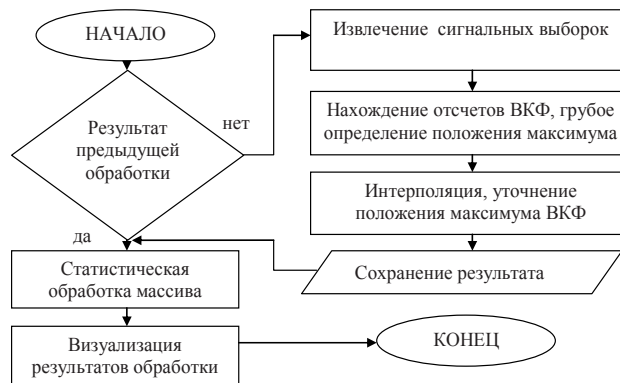 НАЧАЛО
Результат
предыдущей
обработки
нет
да
Извлечение сигнальных выборок
Нахождение отсчетов ВКФ, грубое
определение положения максимума
Интерполяция, уточнение
положения максимума ВКФ
Сохранение результата
Статистическая
обработка массива
Визуализация
результатов обработки
КОНЕЦ